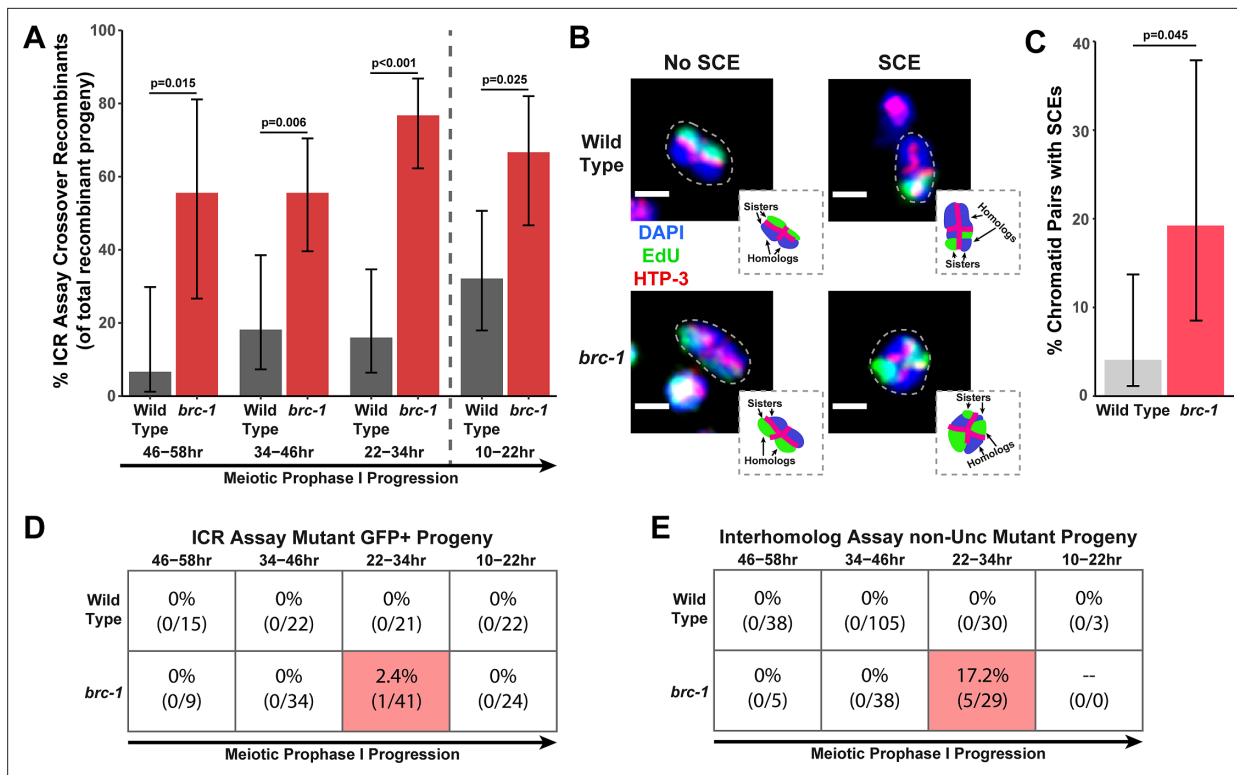 A
% ICR Assay Crossover Recombinants
(of total recombinant progeny)
100
80
60
40
20
0
p=0.015
p=0.006
p<0.001
p=0.025
Wild Type
brc-1
Wild Type
brc-1
Wild Type
brc-1
Wild Type
brc-1
46−58hr
34−46hr
22−34hr
10−22hr
Meiotic Prophase I Progression
B
No SCE
SCE
Wild
Type
Sisters
Homologs
Homologs
Sisters
DAPI
EdU
HTP-3
brc-1
Sisters
Homologs
Sisters
Homologs
C
% Chromatid Pairs with SCEs
40
30
20
10
0
p=0.045
Wild Type
brc-1
D
ICR Assay Mutant GFP+ Progeny
46−58hr
34−46hr
22−34hr
10−22hr
Wild
Type
0%
(0/15)
0%
(0/22)
0%
(0/21)
0%
(0/22)
brc-1
0%
(0/9)
0%
(0/34)
2.4%
(1/41)
0%
(0/24)
Meiotic Prophase I Progression
E
Interhomolog Assay non-Unc Mutant Progeny
46−58hr
34−46hr
22−34hr
10−22hr
Wild
Type
0%
(0/38)
0%
(0/105)
0%
(0/30)
0%
(0/3)
brc-1
0%
(0/5)
0%
(0/38)
17.2%
(5/29)
--
(0/0)
Meiotic Prophase I Progression